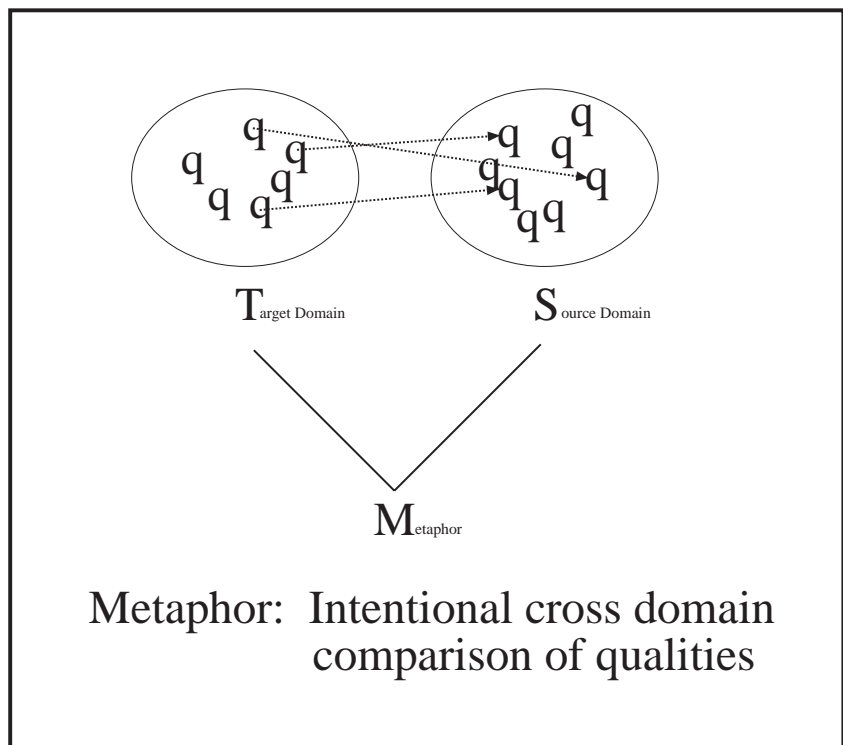 q q q q q q
q q q q q q q q
Target Domain Source Domain
Metaphor
Metaphor: Intentional cross domain
comparison of qualities